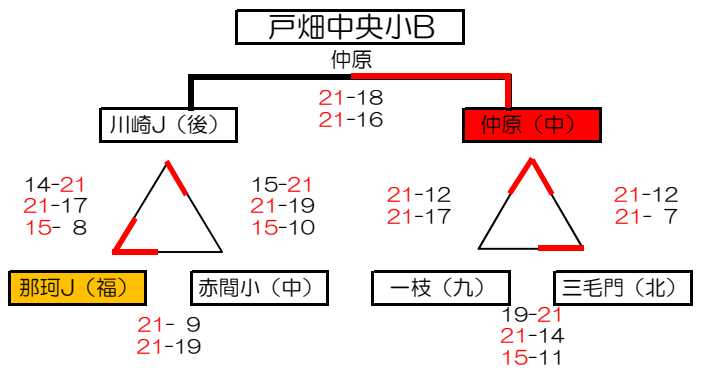 戸畑中央小B
仲原
21-18
21-16
川崎J（後）
仲原（中）
14-21
21-17
15- 8
15-21
21-19
15-10
21-12
21-17
21-12
21- 7
那珂J（福）
赤間小（中）
一枝（九）
三毛門（北）
21- 9
21-19
19-21
21-14
15-11